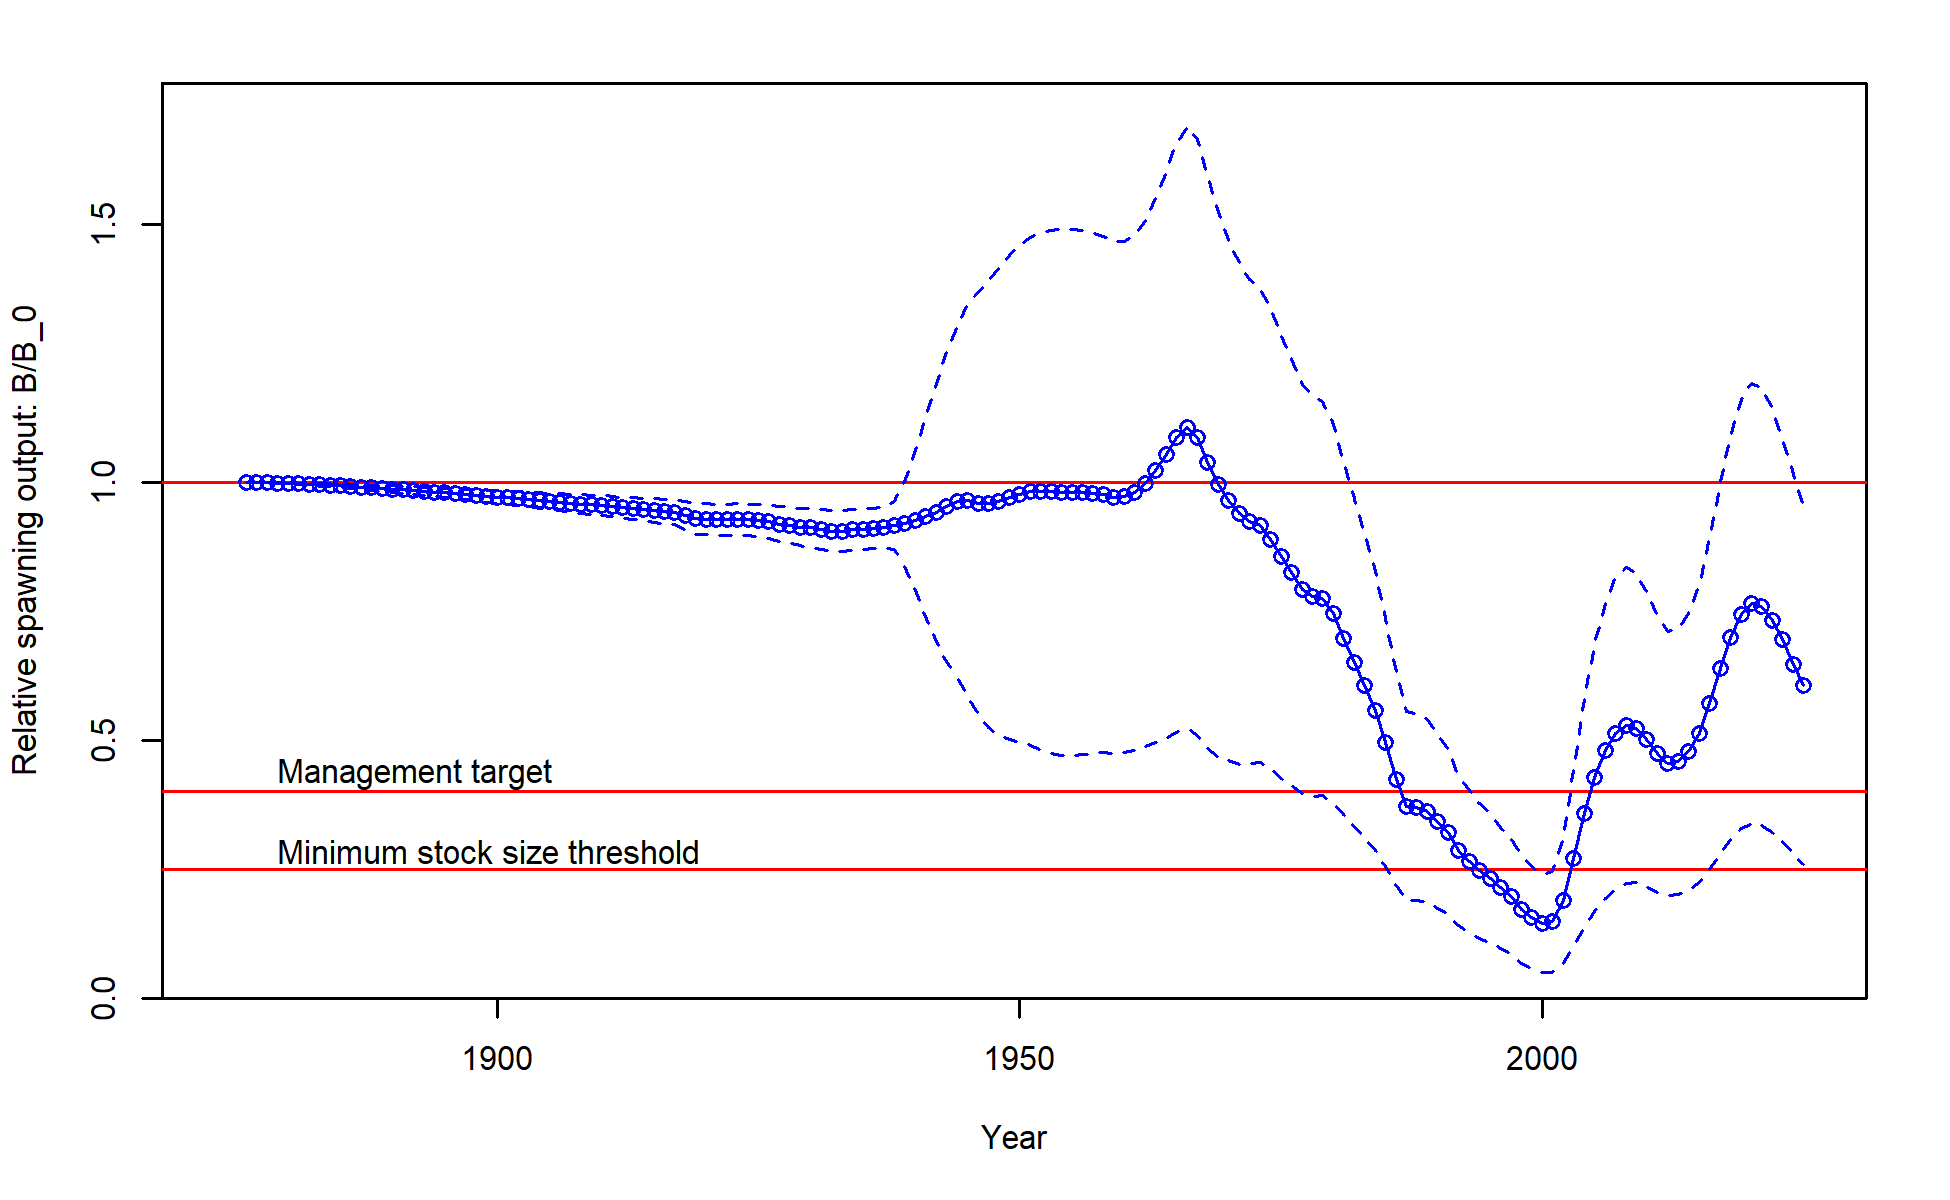 Relative spawning output: B/B_0
1.5
1.0
0.5
0.0
Management target
Minimum stock size threshold
1900
1950
2000
Year